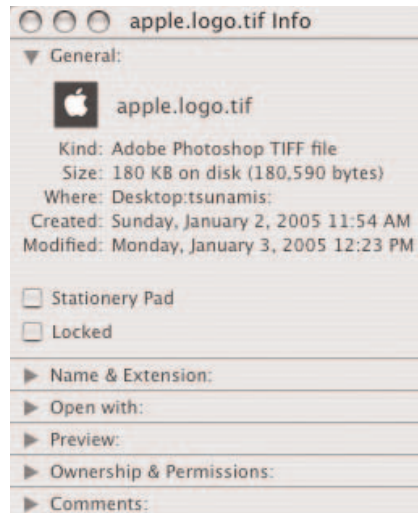 apple.logo.tif Info
General:
apple.logo.tif
Kind: Adobe Photoshop TIFF file
Size: 180 KB on disk (180,590 bytes)
Where: Desktop:tsunamis:
Created: Sunday, January 2, 2005 11:54 AM
Modified: Monday, January 3, 2005 12:23 PM
Stationery Pad
Locked
Name & Extension:
Open with:
Preview:
Ownership & Permissions:
Comments: